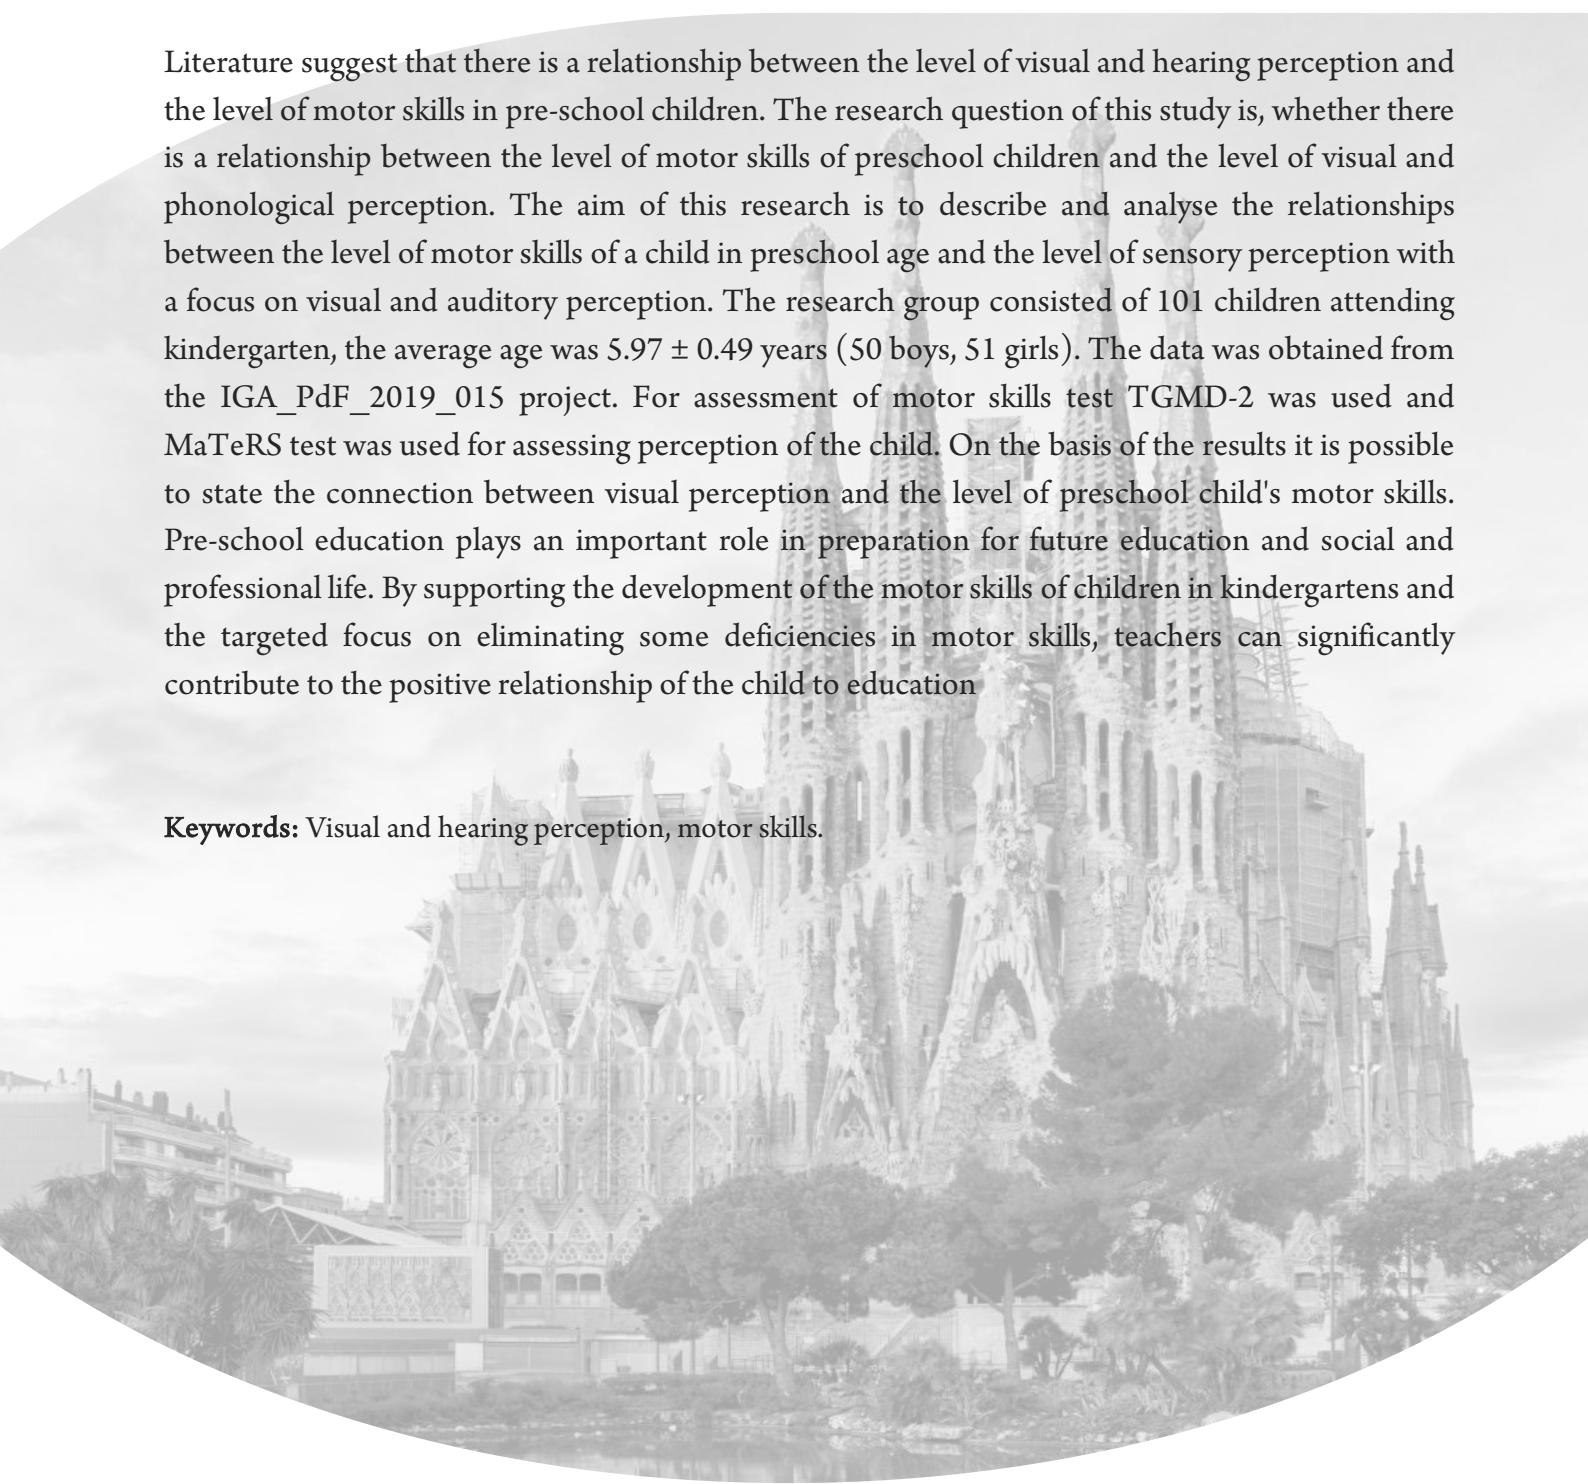 Literature suggest that there is a relationship between the level of visual and hearing perception and
the level of motor skills in pre-school children. The research question of this study is, whether there
is a relationship between the level of motor skills of preschool children and the level of visual and
phonological perception. The aim of this research is to describe and analyse the relationships
between the level of motor skills of a child in preschool age and the level of sensory perception with
a focus on visual and auditory perception. The research group consisted of 101 children attending
kindergarten, the average age was 5.97 ± 0.49 years (50 boys, 51 girls). The data was obtained from
the IGA_PdF_2019_015 project. For assessment of motor skills test TGMD-2 was used and
MaTeRS test was used for assessing perception of the child. On the basis of the results it is possible
to state the connection between visual perception and the level of preschool child's motor skills.
Pre-school education plays an important role in preparation for future education and social and
professional life. By supporting the development of the motor skills of children in kindergartens and
the targeted focus on eliminating some deficiencies in motor skills, teachers can significantly
contribute to the positive relationship of the child to education
Keywords: Visual and hearing perception, motor skills.